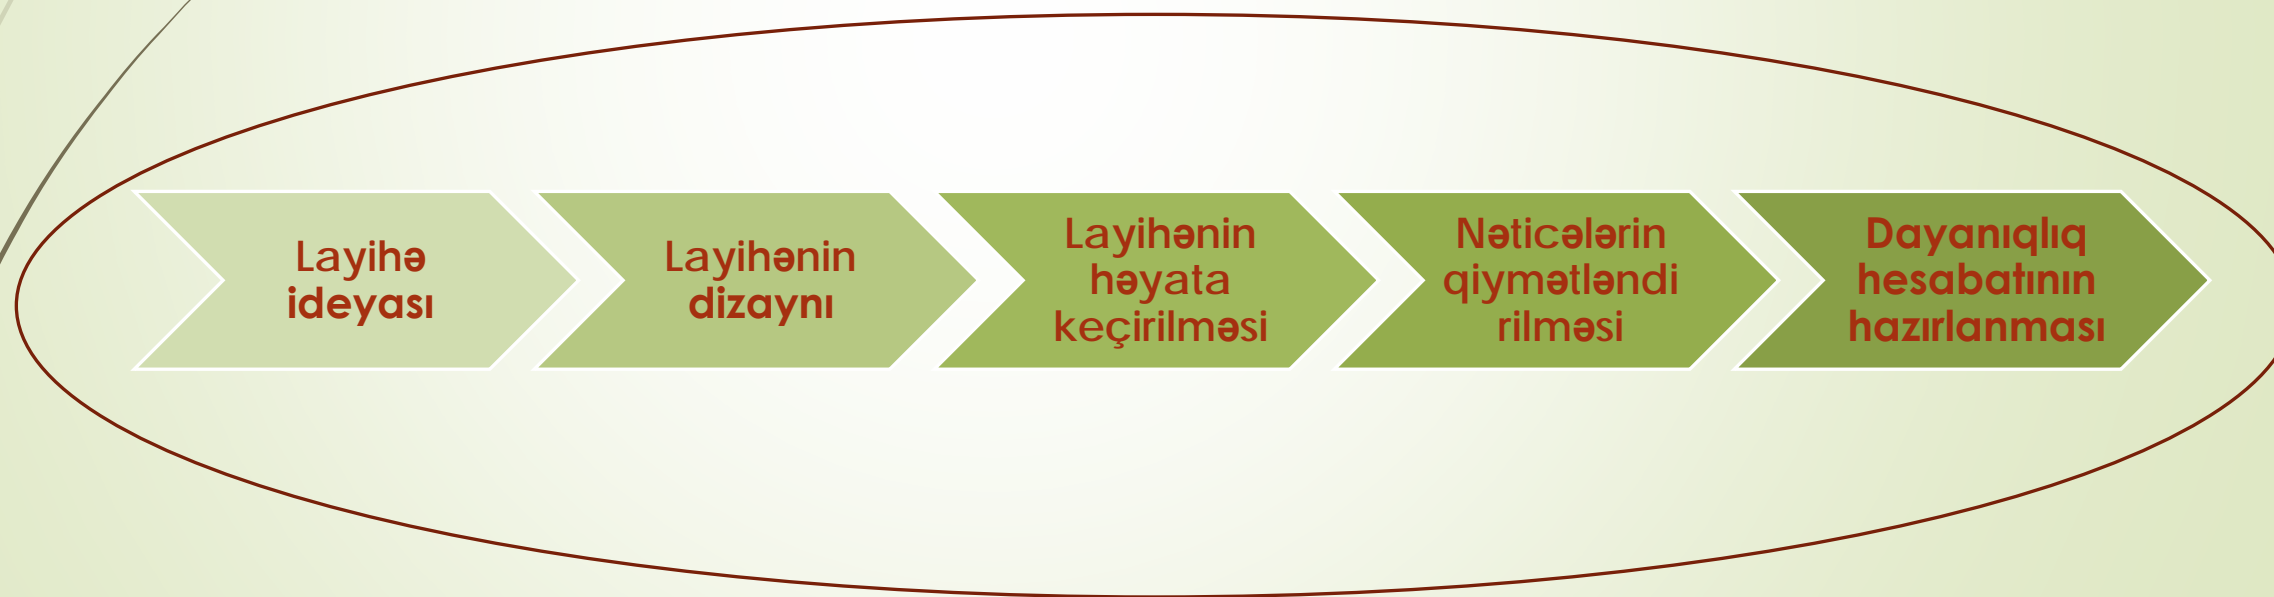 Layihə
ideyası
Layihənin
dizaynı
Layihənin
həyata
keçirilməsi
Nəticələrin
qiymətləndi
rilməsi
Dayanıqlıq
hesabatının
hazırlanması